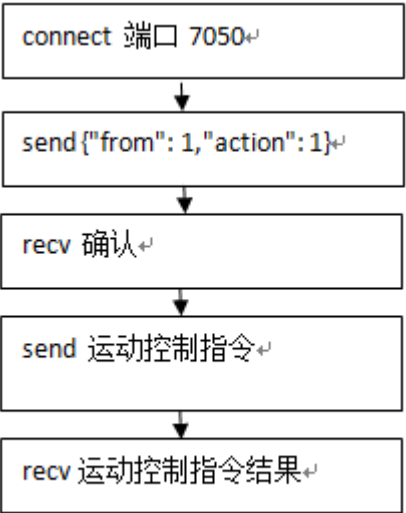 connect 端口 7050↵
send {"from": 1,"action": 1}↵
recv 确认↵
send 运动控制指令↵
recv 运动控制指令结果↵